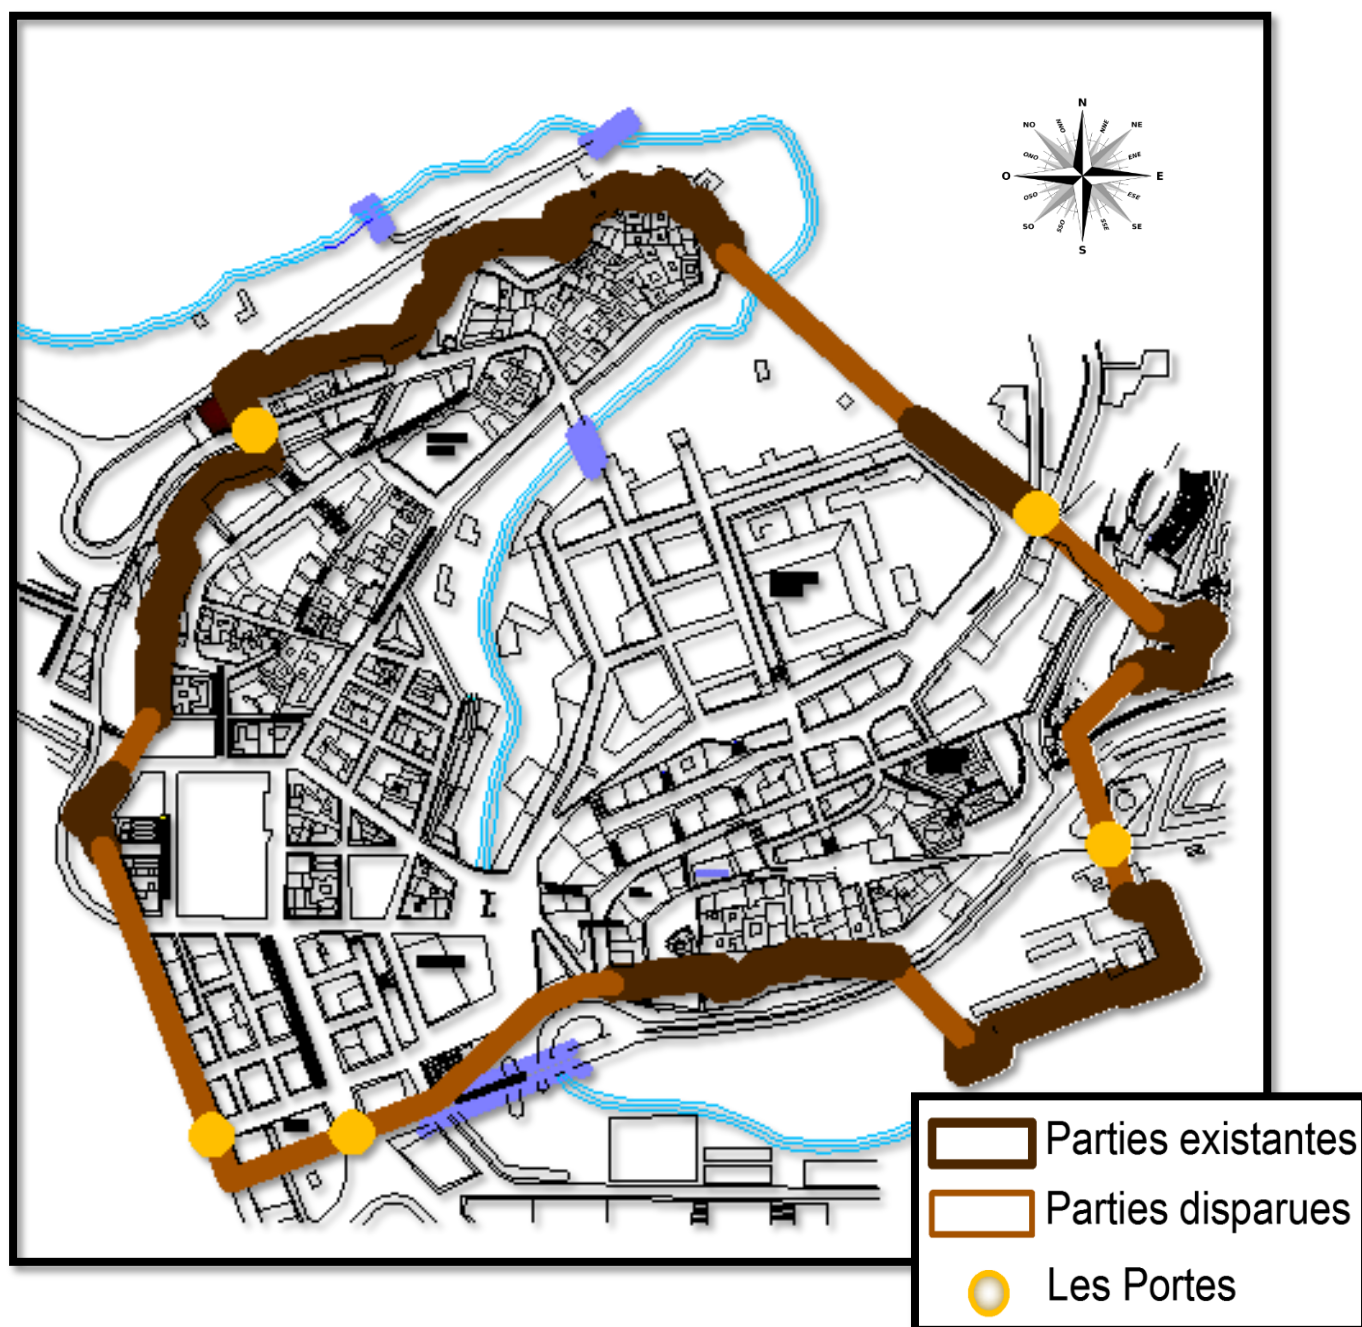 N
NNO
NNE
NO
NE
ONO
ENE
O
E
OSO
ESE
SO
SSO
SSE
SE
S
Parties existantes
Parties disparues
Les Portes